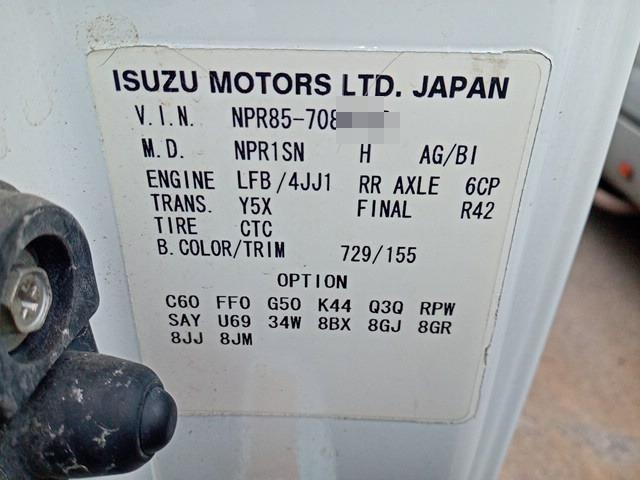 ISUZU MOTORS LTD. JAPAN
V.I.N. NPR85-708
M.D. NPR1SN H AG/BI
ENGINE LFB/4JJ1 RR AXLE 6CP
TRANS. Y5X FINAL R42
TIRE CTC
B.COLOR/TRIM 729/155
OPTION
C60 FF0 G50 K44 Q3Q RPW
SAY U69 34W 8BX 8GJ 8GR
8JJ 8JM